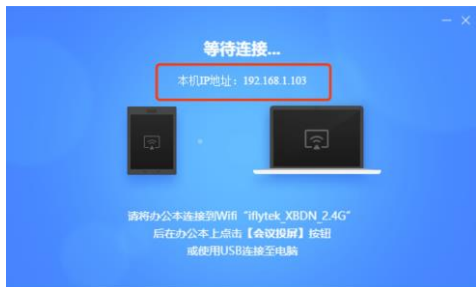 等待连接...
本机IP地址：192.168.1.103
请将办公本连接到Wifi “iflytek_XBDN_2.4G”
后在办公本上点击【会议投屏】按钮
或使用USB连接至电脑